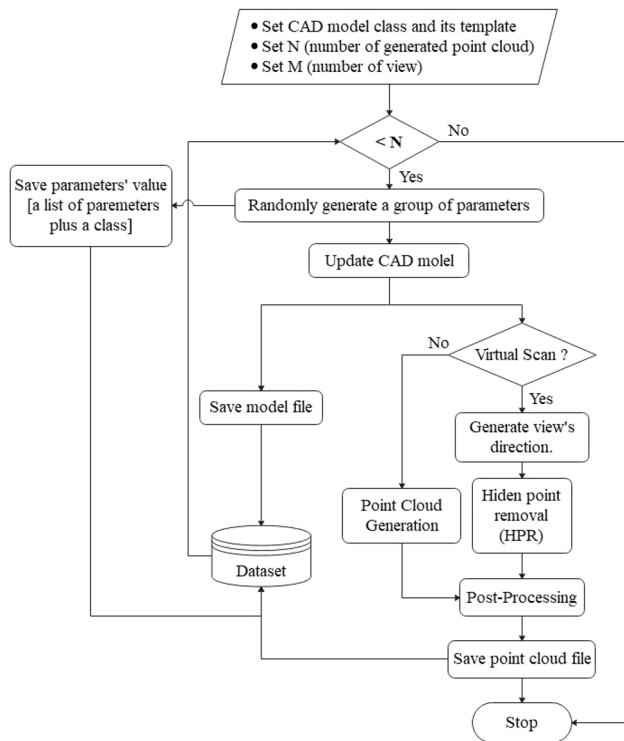 • Set CAD model class and its template
• Set N (number of generated point cloud)
• Set M (number of view)
< N
No
Yes
Save parameters' value
[a list of paremeters
plus a class]
Randomly generate a group of parameters
Update CAD molel
No
Virtual Scan ?
Yes
Save model file
Generate view's
direction.
Point Cloud
Generation
Hiden point
removal
(HPR)
Dataset
Post-Processing
Save point cloud file
Stop